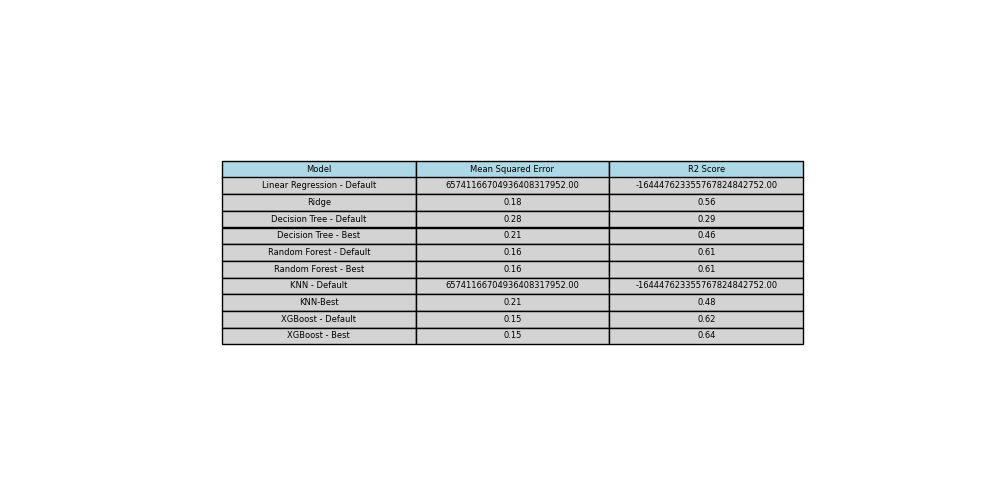 Model Mean Squared Error R2 Score
Linear Regression - Default 65741166704936408317952.00 -164447623355767824842752.00
Ridge 0.18 0.56
Decision Tree - Default 0.28 0.29
Decision Tree - Best 0.21 0.46
Random Forest - Default 0.16 0.61
Random Forest - Best 0.16 0.61
KNN - Default 65741166704936408317952.00 -164447623355767824842752.00
KNN-Best 0.21 0.48
XGBoost - Default 0.15 0.62
XGBoost - Best 0.15 0.64